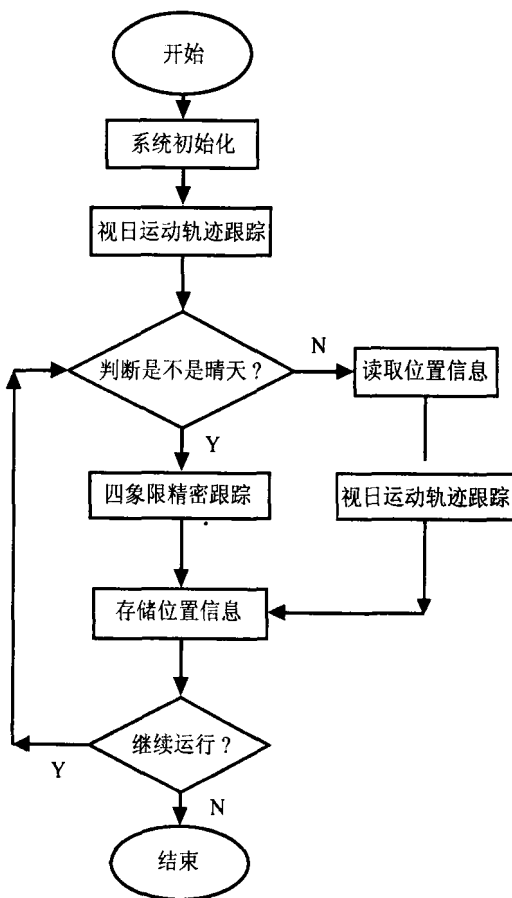 开始
系统初始化
视日运动轨迹跟踪
判断是不是晴天？
N
读取位置信息
Y
四象限精密跟踪
视日运动轨迹跟踪
存储位置信息
继续运行？
Y
N
结束